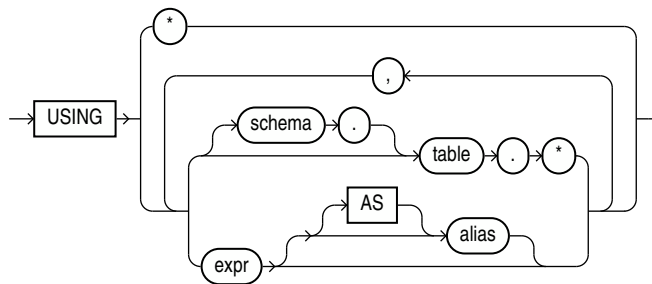 *
,
schema .
USING table . *
AS
alias
expr